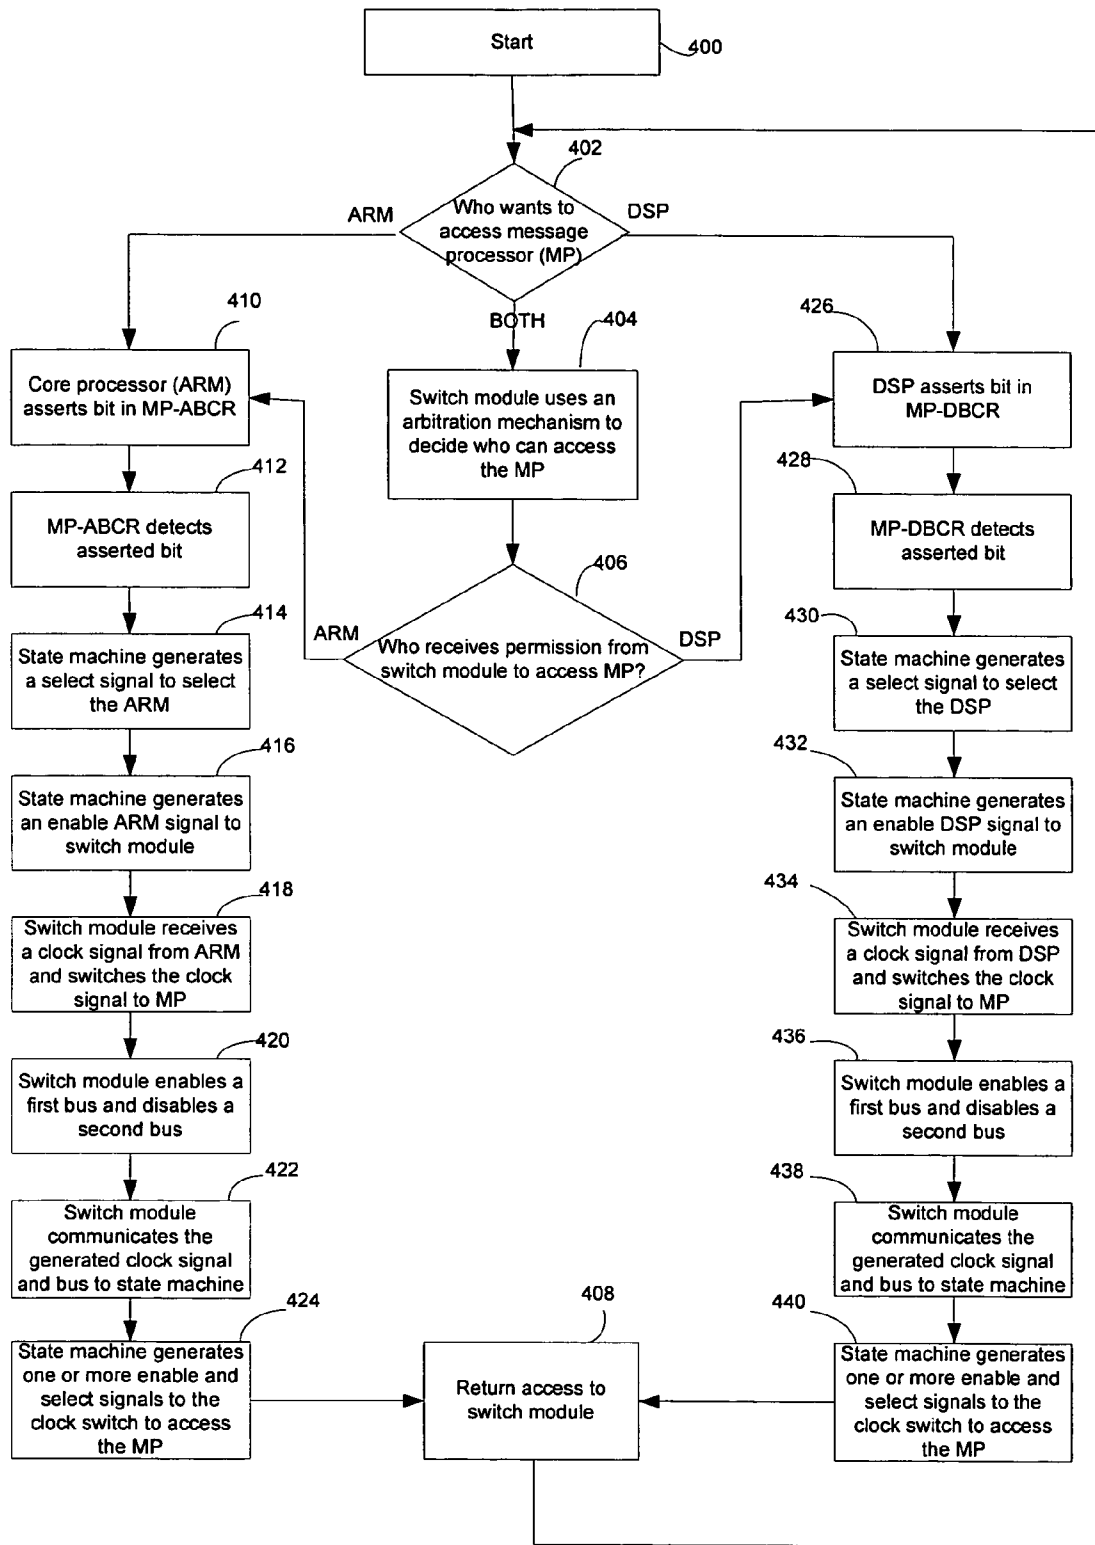 Start
400
402
Who wants to
access message
processor (MP)
ARM
DSP
BOTH
410
Core processor (ARM)
asserts bit in MP-ABCR
404
Switch module uses an
arbitration mechanism to
decide who can access
the MP
426
DSP asserts bit in
MP-DBCR
412
MP-ABCR detects
asserted bit
428
MP-DBCR detects
asserted bit
406
Who receives permission from
switch module to access MP?
ARM
DSP
414
State machine generates
a select signal to select
the ARM
430
State machine generates
a select signal to select
the DSP
416
State machine generates
an enable ARM signal to
switch module
432
State machine generates
an enable DSP signal to
switch module
418
Switch module receives
a clock signal from ARM
and switches the clock
signal to MP
434
Switch module receives
a clock signal from DSP
and switches the clock
signal to MP
420
Switch module enables a
first bus and disables a
second bus
436
Switch module enables a
first bus and disables a
second bus
422
Switch module
communicates the
generated clock signal
and bus to state machine
438
Switch module
communicates the
generated clock signal
and bus to state machine
424
State machine generates
one or more enable and
select signals to the
clock switch to access
the MP
408
Return access to
switch module
440
State machine generates
one or more enable and
select signals to the
clock switch to access
the MP